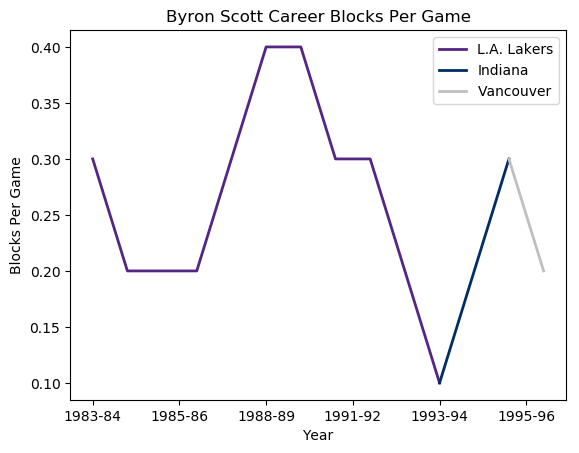 Byron Scott Career Blocks Per Game
L.A. Lakers
Indiana
Vancouver
0.40
0.35
0.30
0.25
0.20
0.15
0.10
Blocks Per Game
1983-84 1985-86 1988-89 1991-92 1993-94 1995-96
Year